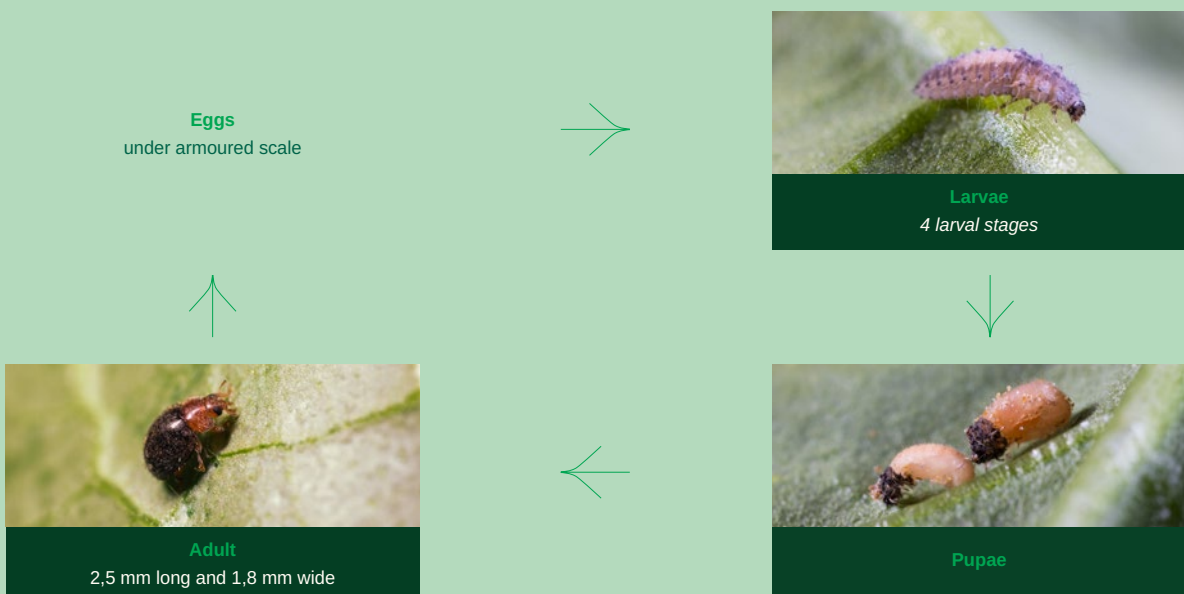 Eggs
under armoured scale
Larvae
4 larval stages
Adult
2,5 mm long and 1,8 mm wide
Pupae